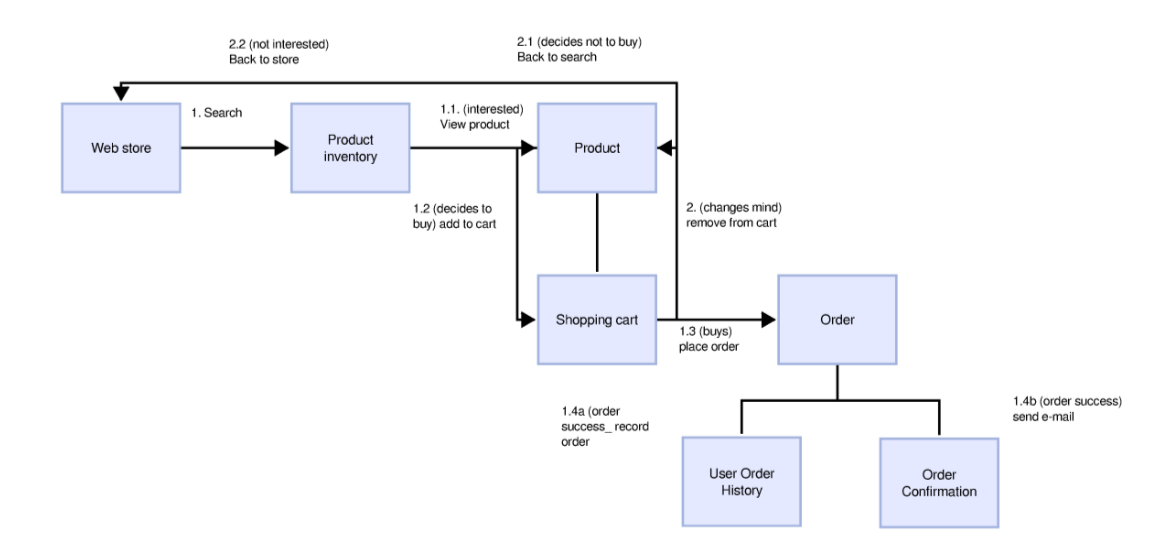 2.2 (not interested)
Back to store
2.1 (decides not to buy)
Back to search
1. Search
1.1. (interested)
View product
Web store
Product
inventory
Product
1.2 (decides to
buy) add to cart
2. (changes mind)
remove from cart
Shopping cart
1.3 (buys)
place order
Order
1.4a (order
success_ record
order
1.4b (order success)
send e-mail
User Order
History
Order
Confirmation